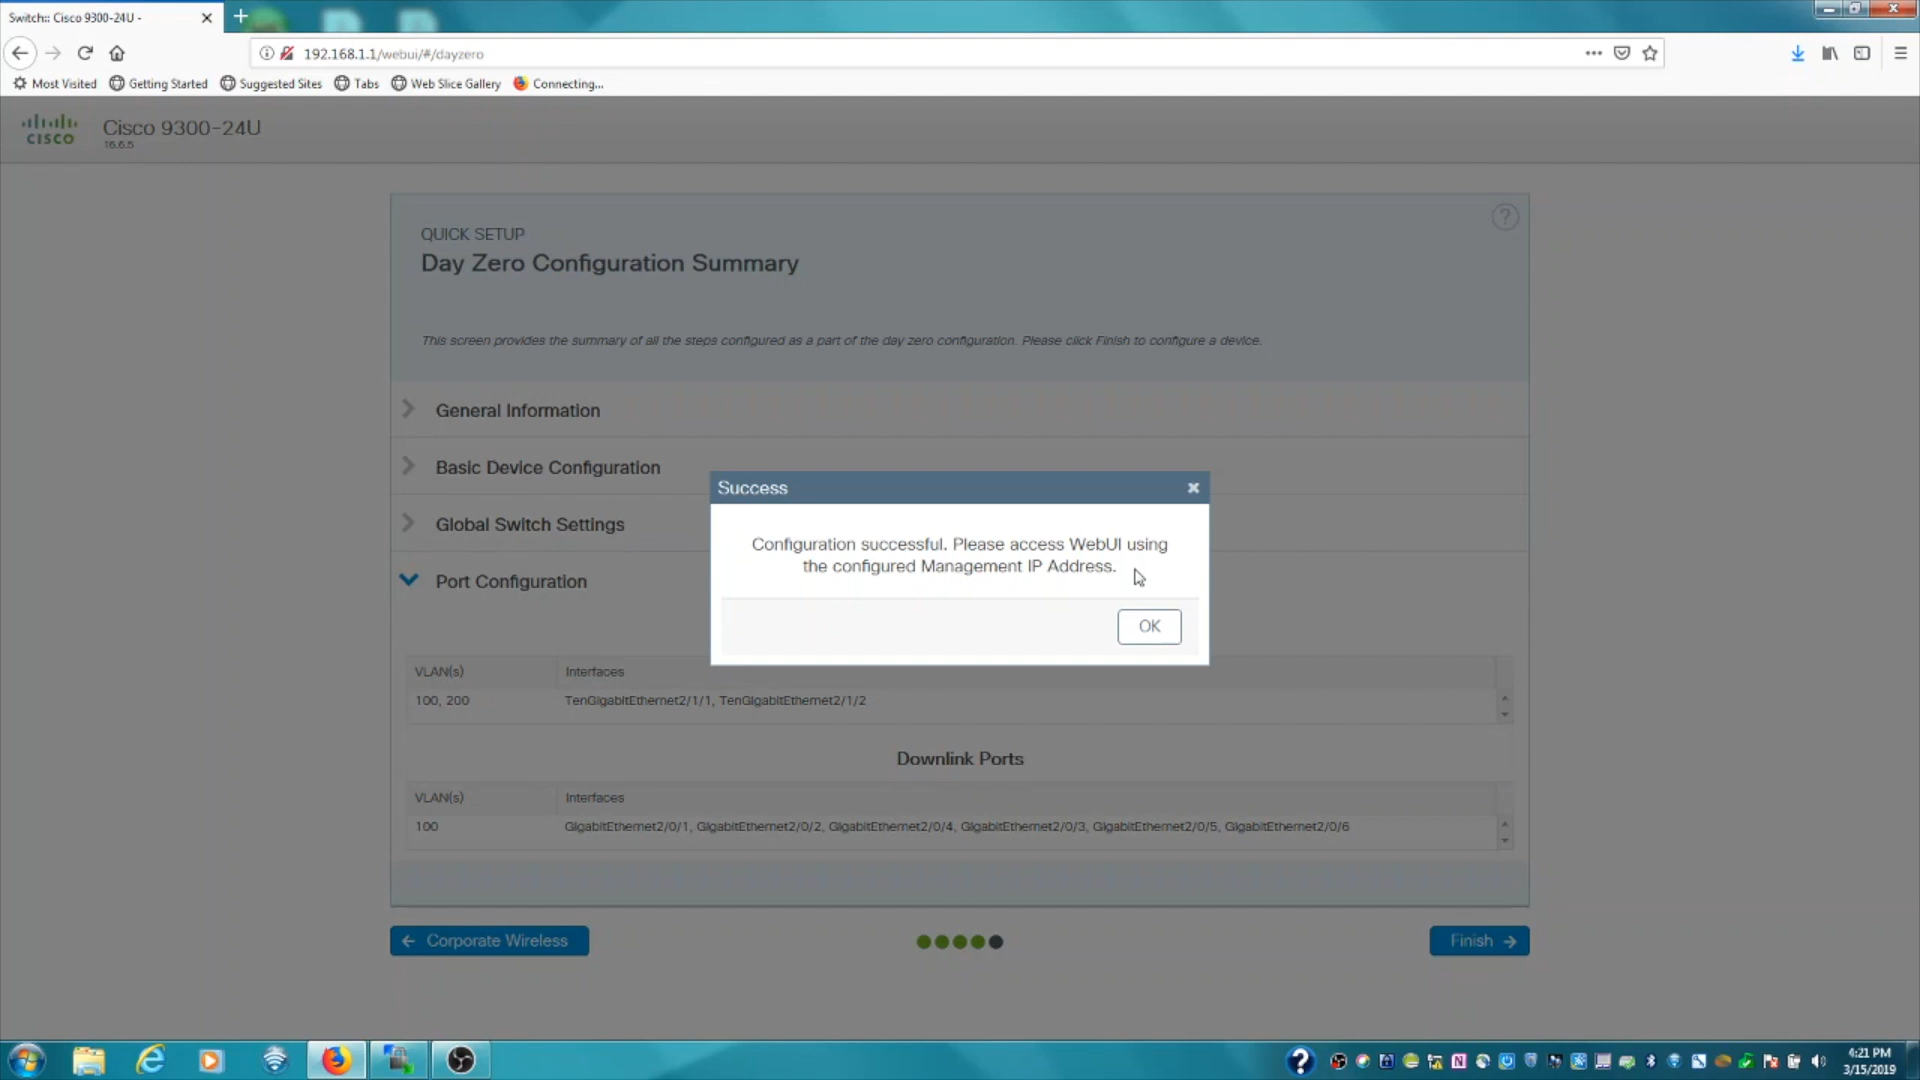 Switch:: Cisco 9300-24U -
192.168.1.1/webui/#/dayzero
Most Visited Getting Started Suggested Sites Tabs Web Slice Gallery Connecting...
CISCO
Cisco 9300-24U
16.6.5
QUICK SETUP
Day Zero Configuration Summary
This screen provides the summary of all the steps configured as a part of the day zero configuration. Please click Finish to configure a device.
General Information
Basic Device Configuration
Global Switch Settings
Port Configuration
Success
Configuration successful. Please access WebUI using
the configured Management IP Address.
OK
VLAN(s) Interfaces
100, 200 TenGigabitEthernet2/1/1, TenGigabitEthernet2/1/2
Downlink Ports
VLAN(s) Interfaces
100 GigabitEthernet2/0/1, GigabitEthernet2/0/2, GigabitEthernet2/0/4, GigabitEthernet2/0/3, GigabitEthernet2/0/5, GigabitEthernet2/0/6
Corporate Wireless
Finish
4:21 PM
3/15/2019